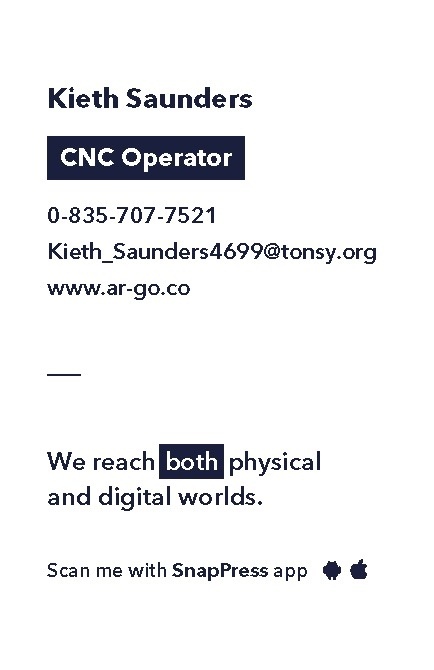 Kieth Saunders
CNC Operator
0-835-707-7521
Kieth_Saunders4699@tonsy.org
www.ar-go.co
We reach both physical
and digital worlds.
Scan me with SnapPress app